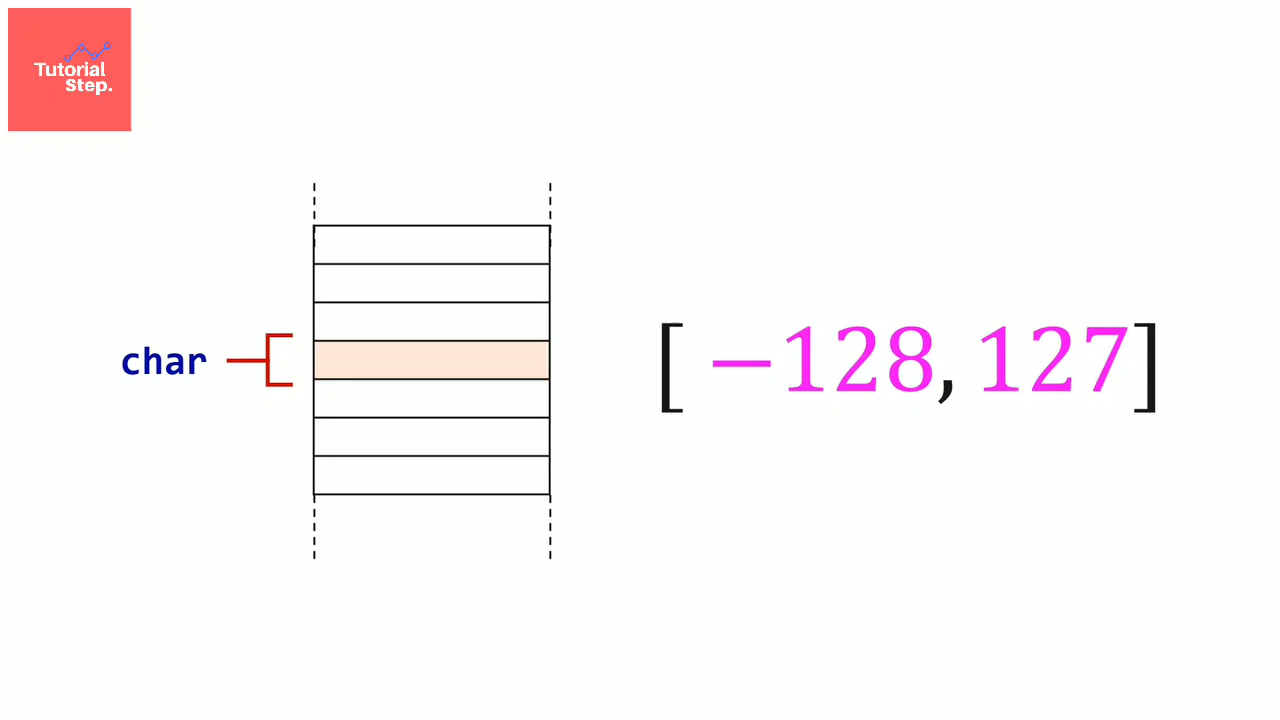 Tutorial
Step.
char
[ −128, 127]